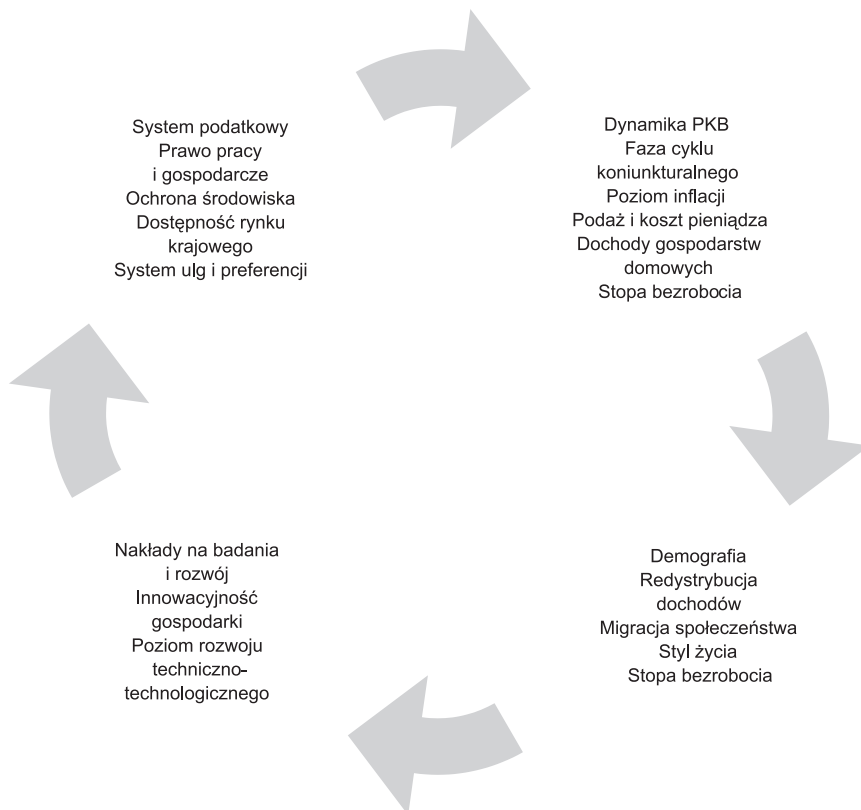 System podatkowy
Prawo pracy
i gospodarcze
Ochrona środowiska
Dostępność rynku
krajowego
System ulg i preferencji
Dynamika PKB
Faza cyklu
koniunkturalnego
Poziom inflacji
Podaż i koszt pieniądza
Dochody gospodarstw
domowych
Stopa bezrobocia
Nakłady na badania
i rozwój
Innowacyjność
gospodarki
Poziom rozwoju
techniczno-
technologicznego
Demografia
Redystrybucja
dochodów
Migracja społeczeństwa
Styl życia
Stopa bezrobocia